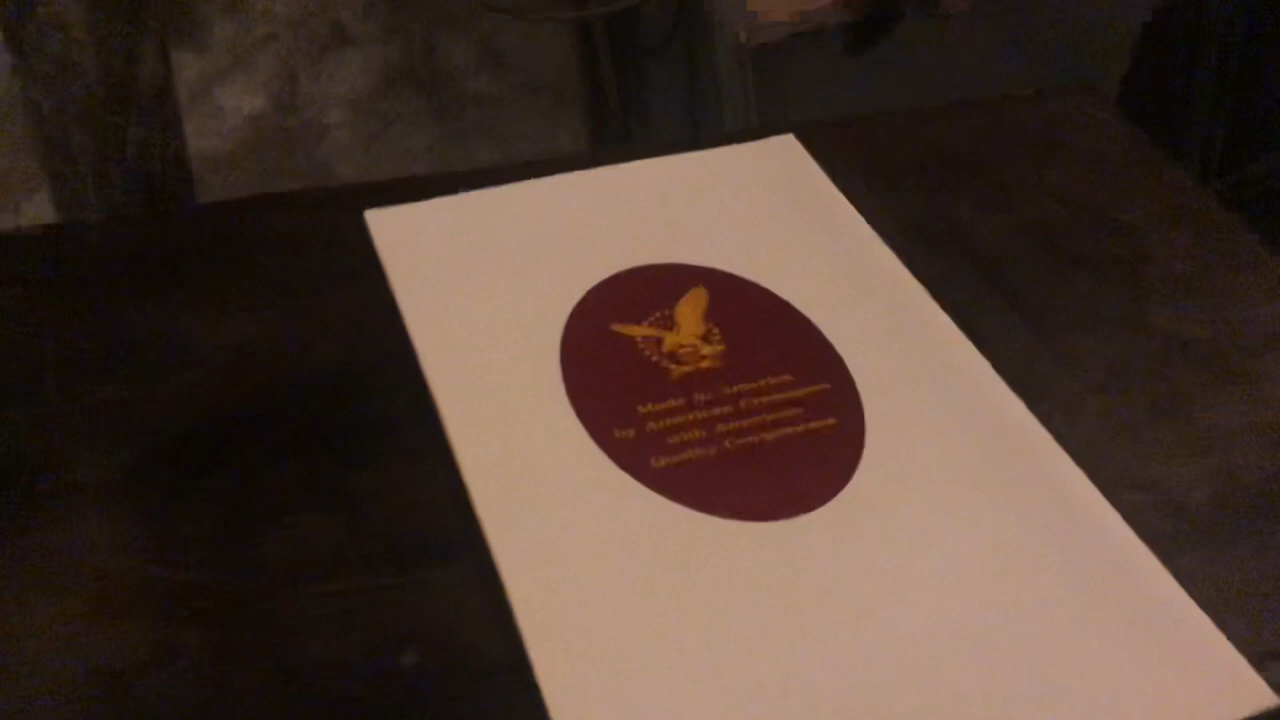 Made in America
by American Craftsmen
with American
Quality Components